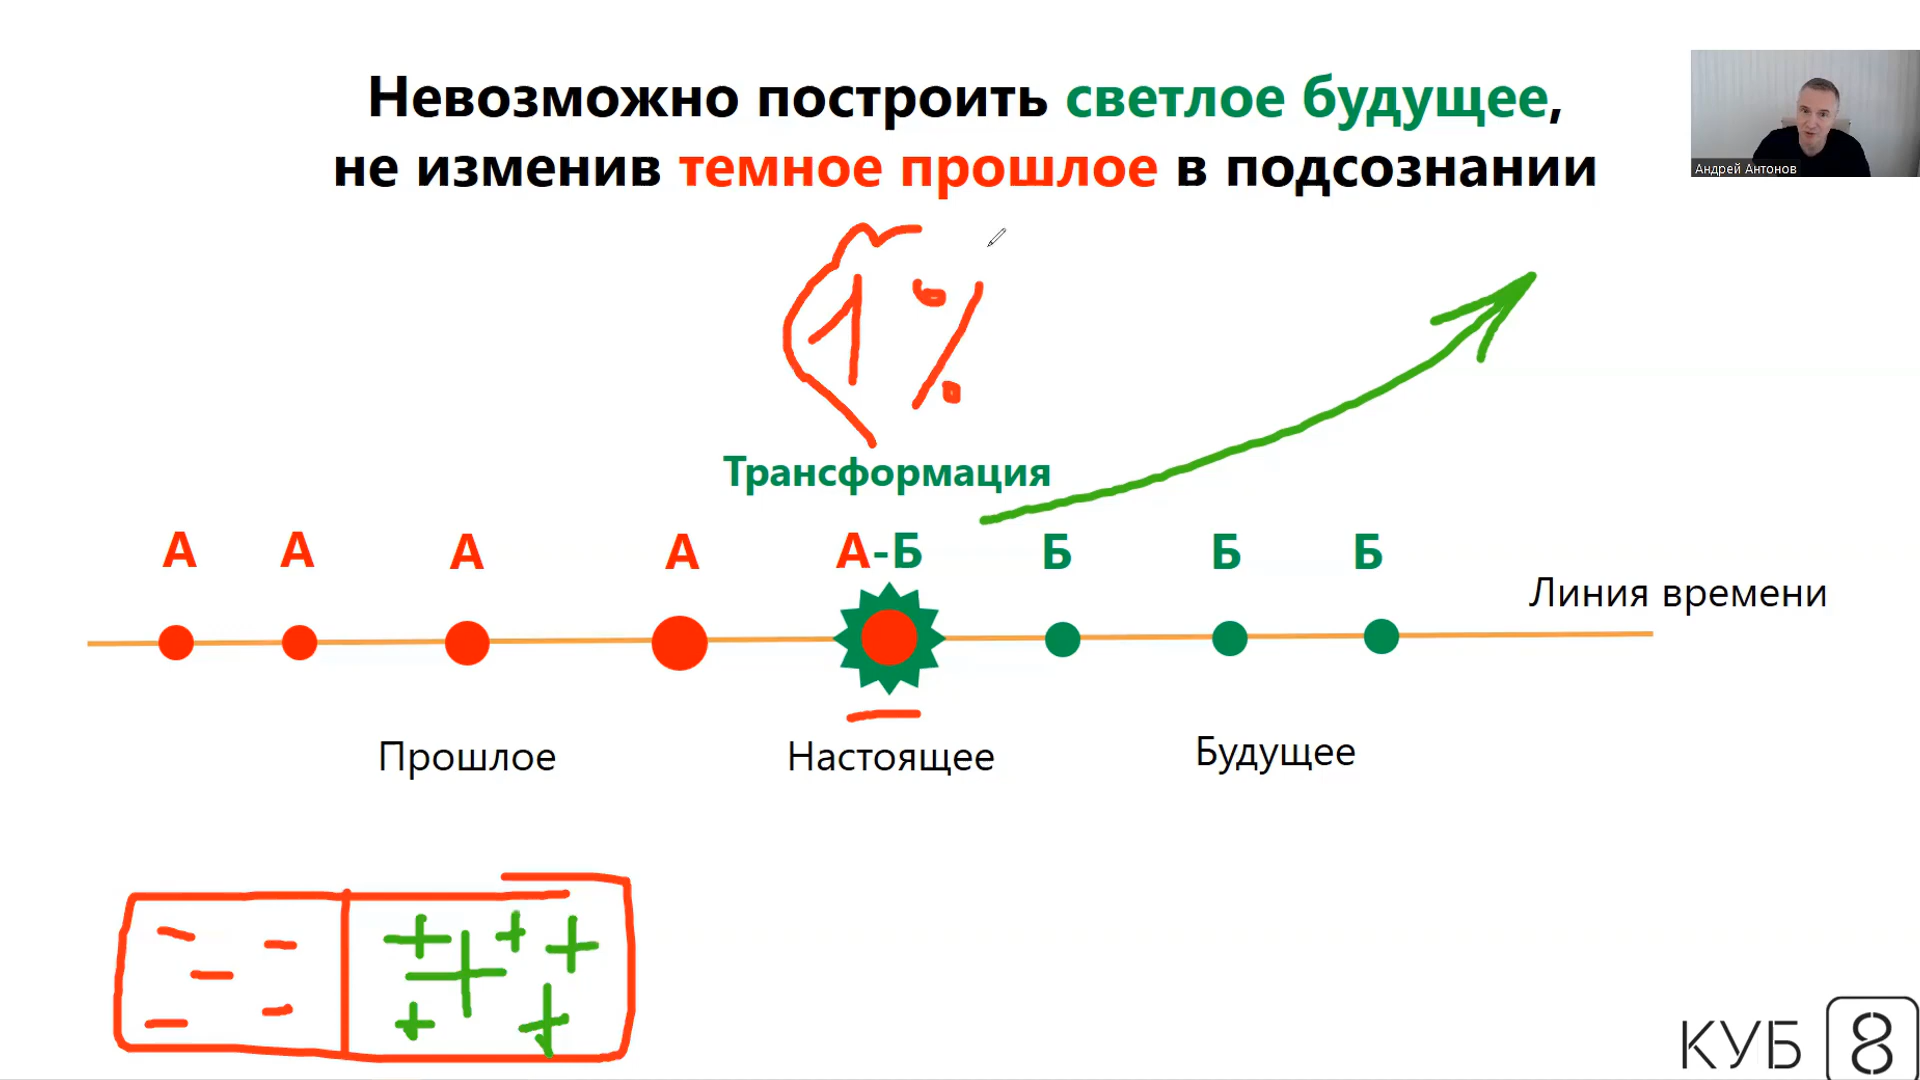 Невозможно построить светлое будущее,
не изменив темное прошлое в подсознании
Андрей Антонов
1 %
Трансформация
А А А А А-Б Б Б Б
Линия времени
Прошлое Настоящее Будущее
- - - - -
+ + + + + +
КУБ 8